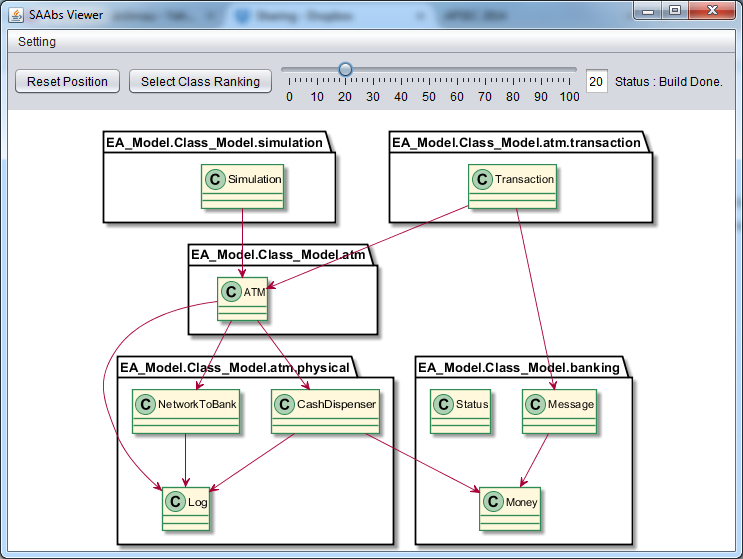 SAAbs Viewer
Setting
Reset Position
Select Class Ranking
0 10 20 30 40 50 60 70 80 90 100
20
Status : Build Done.
EA_Model.Class_Model.simulation
C Simulation
EA_Model.Class_Model.atm.transaction
C Transaction
EA_Model.Class_Model.atm
C ATM
EA_Model.Class_Model.atm.physical
C NetworkToBank
C CashDispenser
C Log
EA_Model.Class_Model.banking
C Status
C Message
C Money